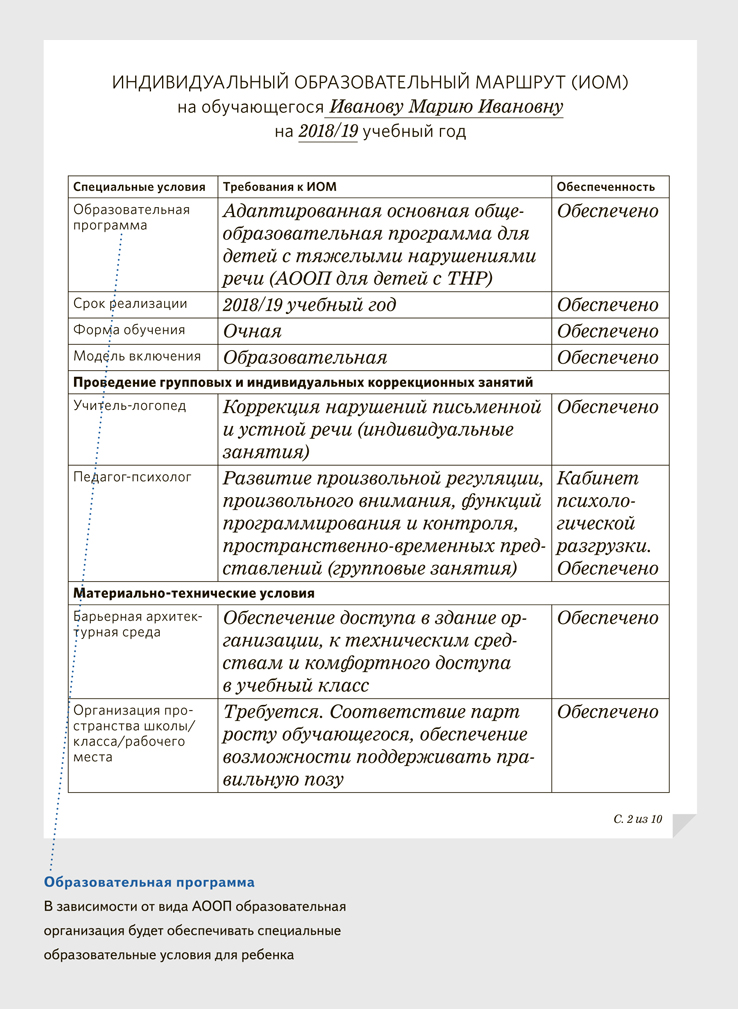 ИНДИВИДУАЛЬНЫЙ ОБРАЗОВАТЕЛЬНЫЙ МАРШРУТ (ИОМ)
на обучающегося Иванову Марию Ивановну
на 2018/19 учебный год
Специальные условия Требования к ИОМ Обеспеченность
Образовательная
программа
Адаптированная основная обще-
образовательная программа для
детей с тяжелыми нарушениями
речи (АООП для детей с ТНР)
Обеспечено
Срок реализации 2018/19 учебный год Обеспечено
Форма обучения Очная Обеспечено
Модель включения Образовательная Обеспечено
Проведение групповых и индивидуальных коррекционных занятий
Учитель-логопед
Коррекция нарушений письменной
и устной речи (индивидуальные
занятия)
Обеспечено
Педагог-психолог
Развитие произвольной регуляции,
произвольного внимания, функций
программирования и контроля,
пространственно-временных пред-
ставлений (групповые занятия)
Кабинет
психоло-
гической
разгрузки.
Обеспечено
Материально-технические условия
Барьерная архитек-
турная среда
Обеспечение доступа в здание ор-
ганизации, к техническим сред-
ствам и комфортного доступа
в учебный класс
Обеспечено
Организация про-
странства школы/
класса/рабочего
места
Требуется. Соответствие парт
росту обучающегося, обеспечение
возможности поддерживать пра-
вильную позу
Обеспечено
С. 2 из 10
Образовательная программа
В зависимости от вида АООП образовательная
организация будет обеспечивать специальные
образовательные условия для ребенка